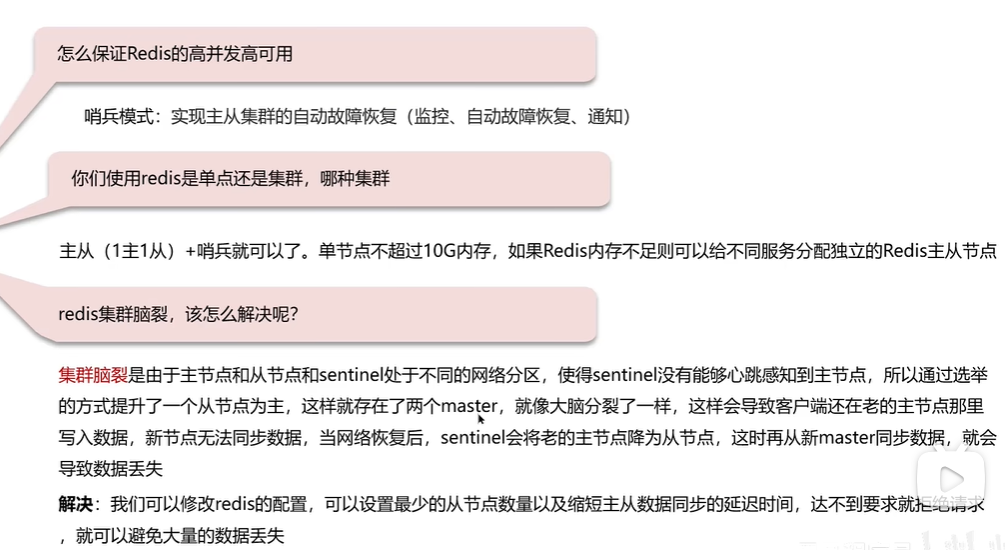 怎么保证Redis的高并发高可用
哨兵模式：实现主从集群的自动故障恢复（监控、自动故障恢复、通知）
你们使用redis是单点还是集群，哪种集群
主从（1主1从）+哨兵就可以了。单节点不超过10G内存，如果Redis内存不足则可以给不同服务分配独立的Redis主从节点
redis集群脑裂，该怎么解决呢？
集群脑裂是由于主节点和从节点和sentinel处于不同的网络分区，使得sentinel没有能够心跳感知到主节点，所以通过选举
的方式提升了一个从节点为主，这样就存在了两个master，就像大脑分裂了一样，这样会导致客户端还在老的主节点那里
写入数据，新节点无法同步数据，当网络恢复后，sentinel会将老的主节点降为从节点，这时再从新master同步数据，就会
导致数据丢失
解决：我们可以修改redis的配置，可以设置最少的从节点数量以及缩短主从数据同步的延迟时间，达不到要求就拒绝请求
，就可以避免大量的数据丢失